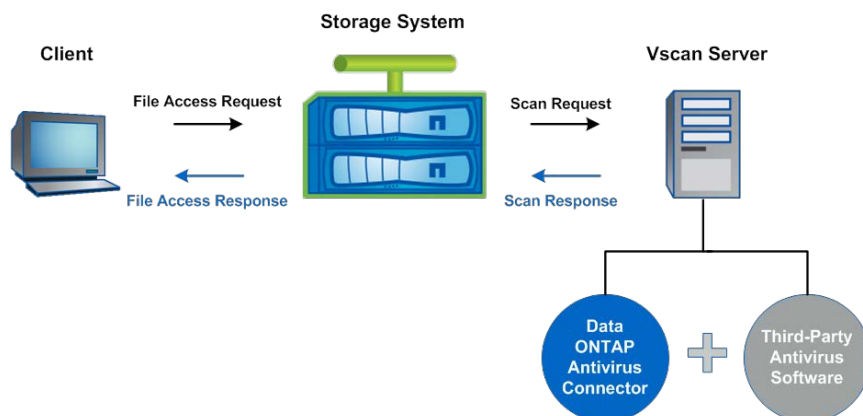 Storage System
Client
Vscan Server
File Access Request
Scan Request
File Access Response
Scan Response
Data
ONTAP
Antivirus
Connector
Third-Party
Antivirus
Software